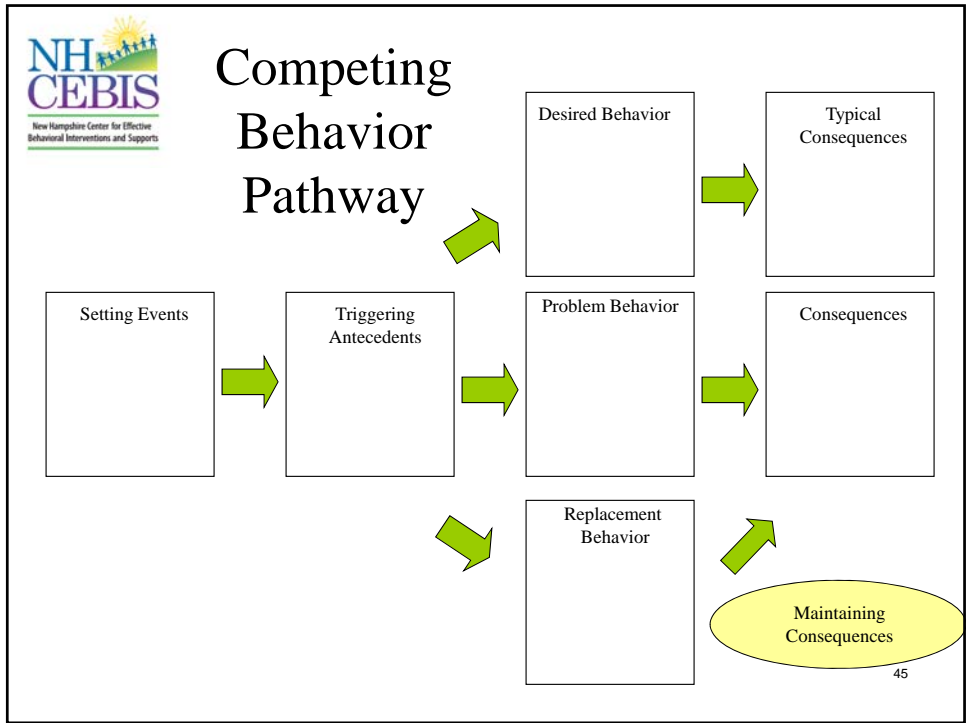 NH
CEBIS
New Hampshire Center for Effective
Behavioral Interventions and Supports
Competing
Behavior
Pathway
Desired Behavior
Typical
Consequences
Setting Events
Triggering
Antecedents
Problem Behavior
Consequences
Replacement
Behavior
Maintaining
Consequences
45